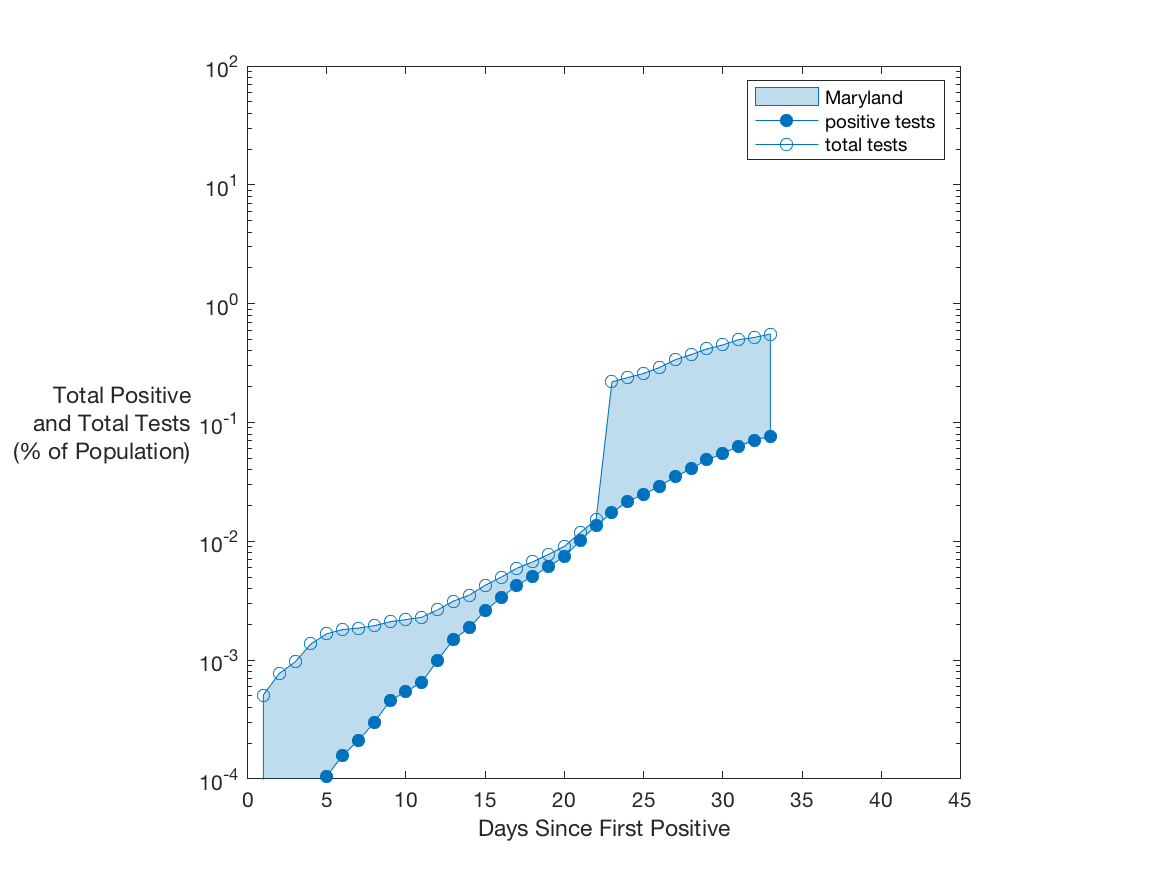 10^2
10^1
10^0
10^-1
10^-2
10^-3
10^-4
Total Positive
and Total Tests
(% of Population)
Maryland
positive tests
total tests
0 5 10 15 20 25 30 35 40 45
Days Since First Positive